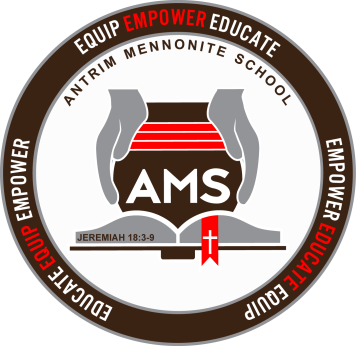 EQUIP EMPOWER EDUCATE
ANTRIM MENNONITE SCHOOL
AMS
JEREMIAH 18:3-9
EDUCATE EQUIP EMPOWER
EMPOWER EDUCATE EQUIP